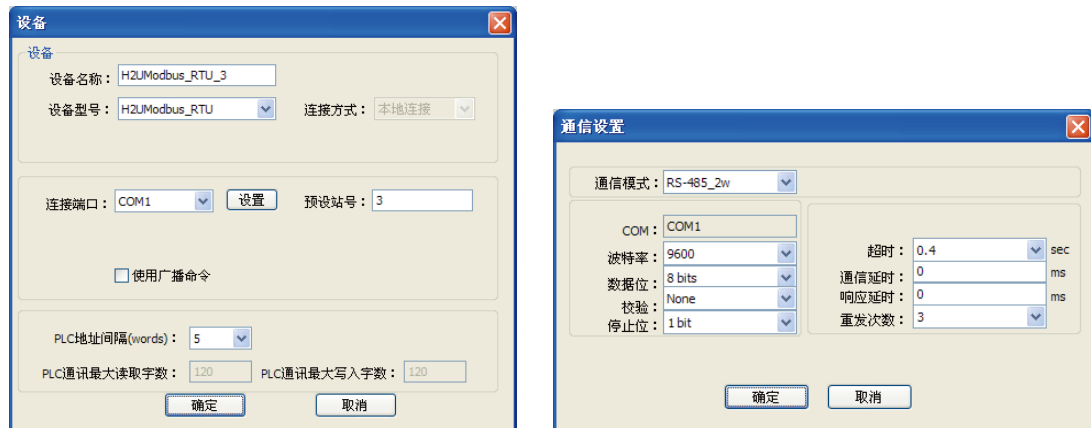 设备
设备
设备名称： H2UModbus_RTU_3
设备型号： H2UModbus_RTU 连接方式： 本地连接
连接端口： COM1 设置 预设站号： 3
使用广播命令
PLC地址间隔(words)： 5
PLC通讯最大读取字数： 120 PLC通讯最大写入字数： 120
确定 取消
通信设置
通信模式： RS-485_2w
COM： COM1
波特率： 9600
数据位： 8 bits
校验： None
停止位： 1 bit
超时： 0.4 sec
通信延时： 0 ms
响应延时： 0 ms
重发次数： 3
确定 取消